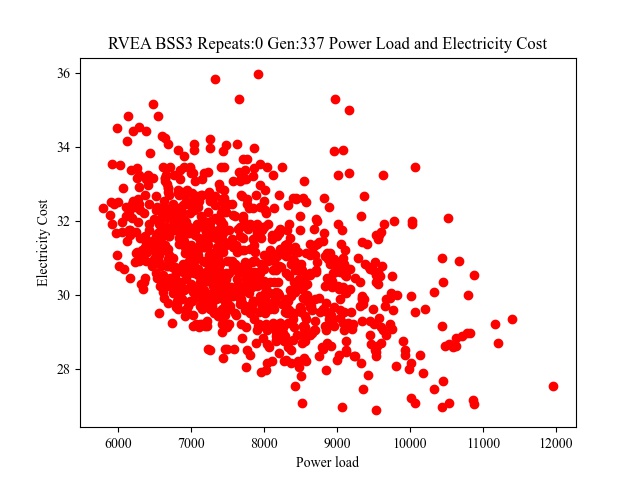 RVEA BSS3 Repeats:0 Gen:337 Power Load and Electricity Cost
36
34
32
30
28
Electricity Cost
6000 7000 8000 9000 10000 11000 12000
Power load